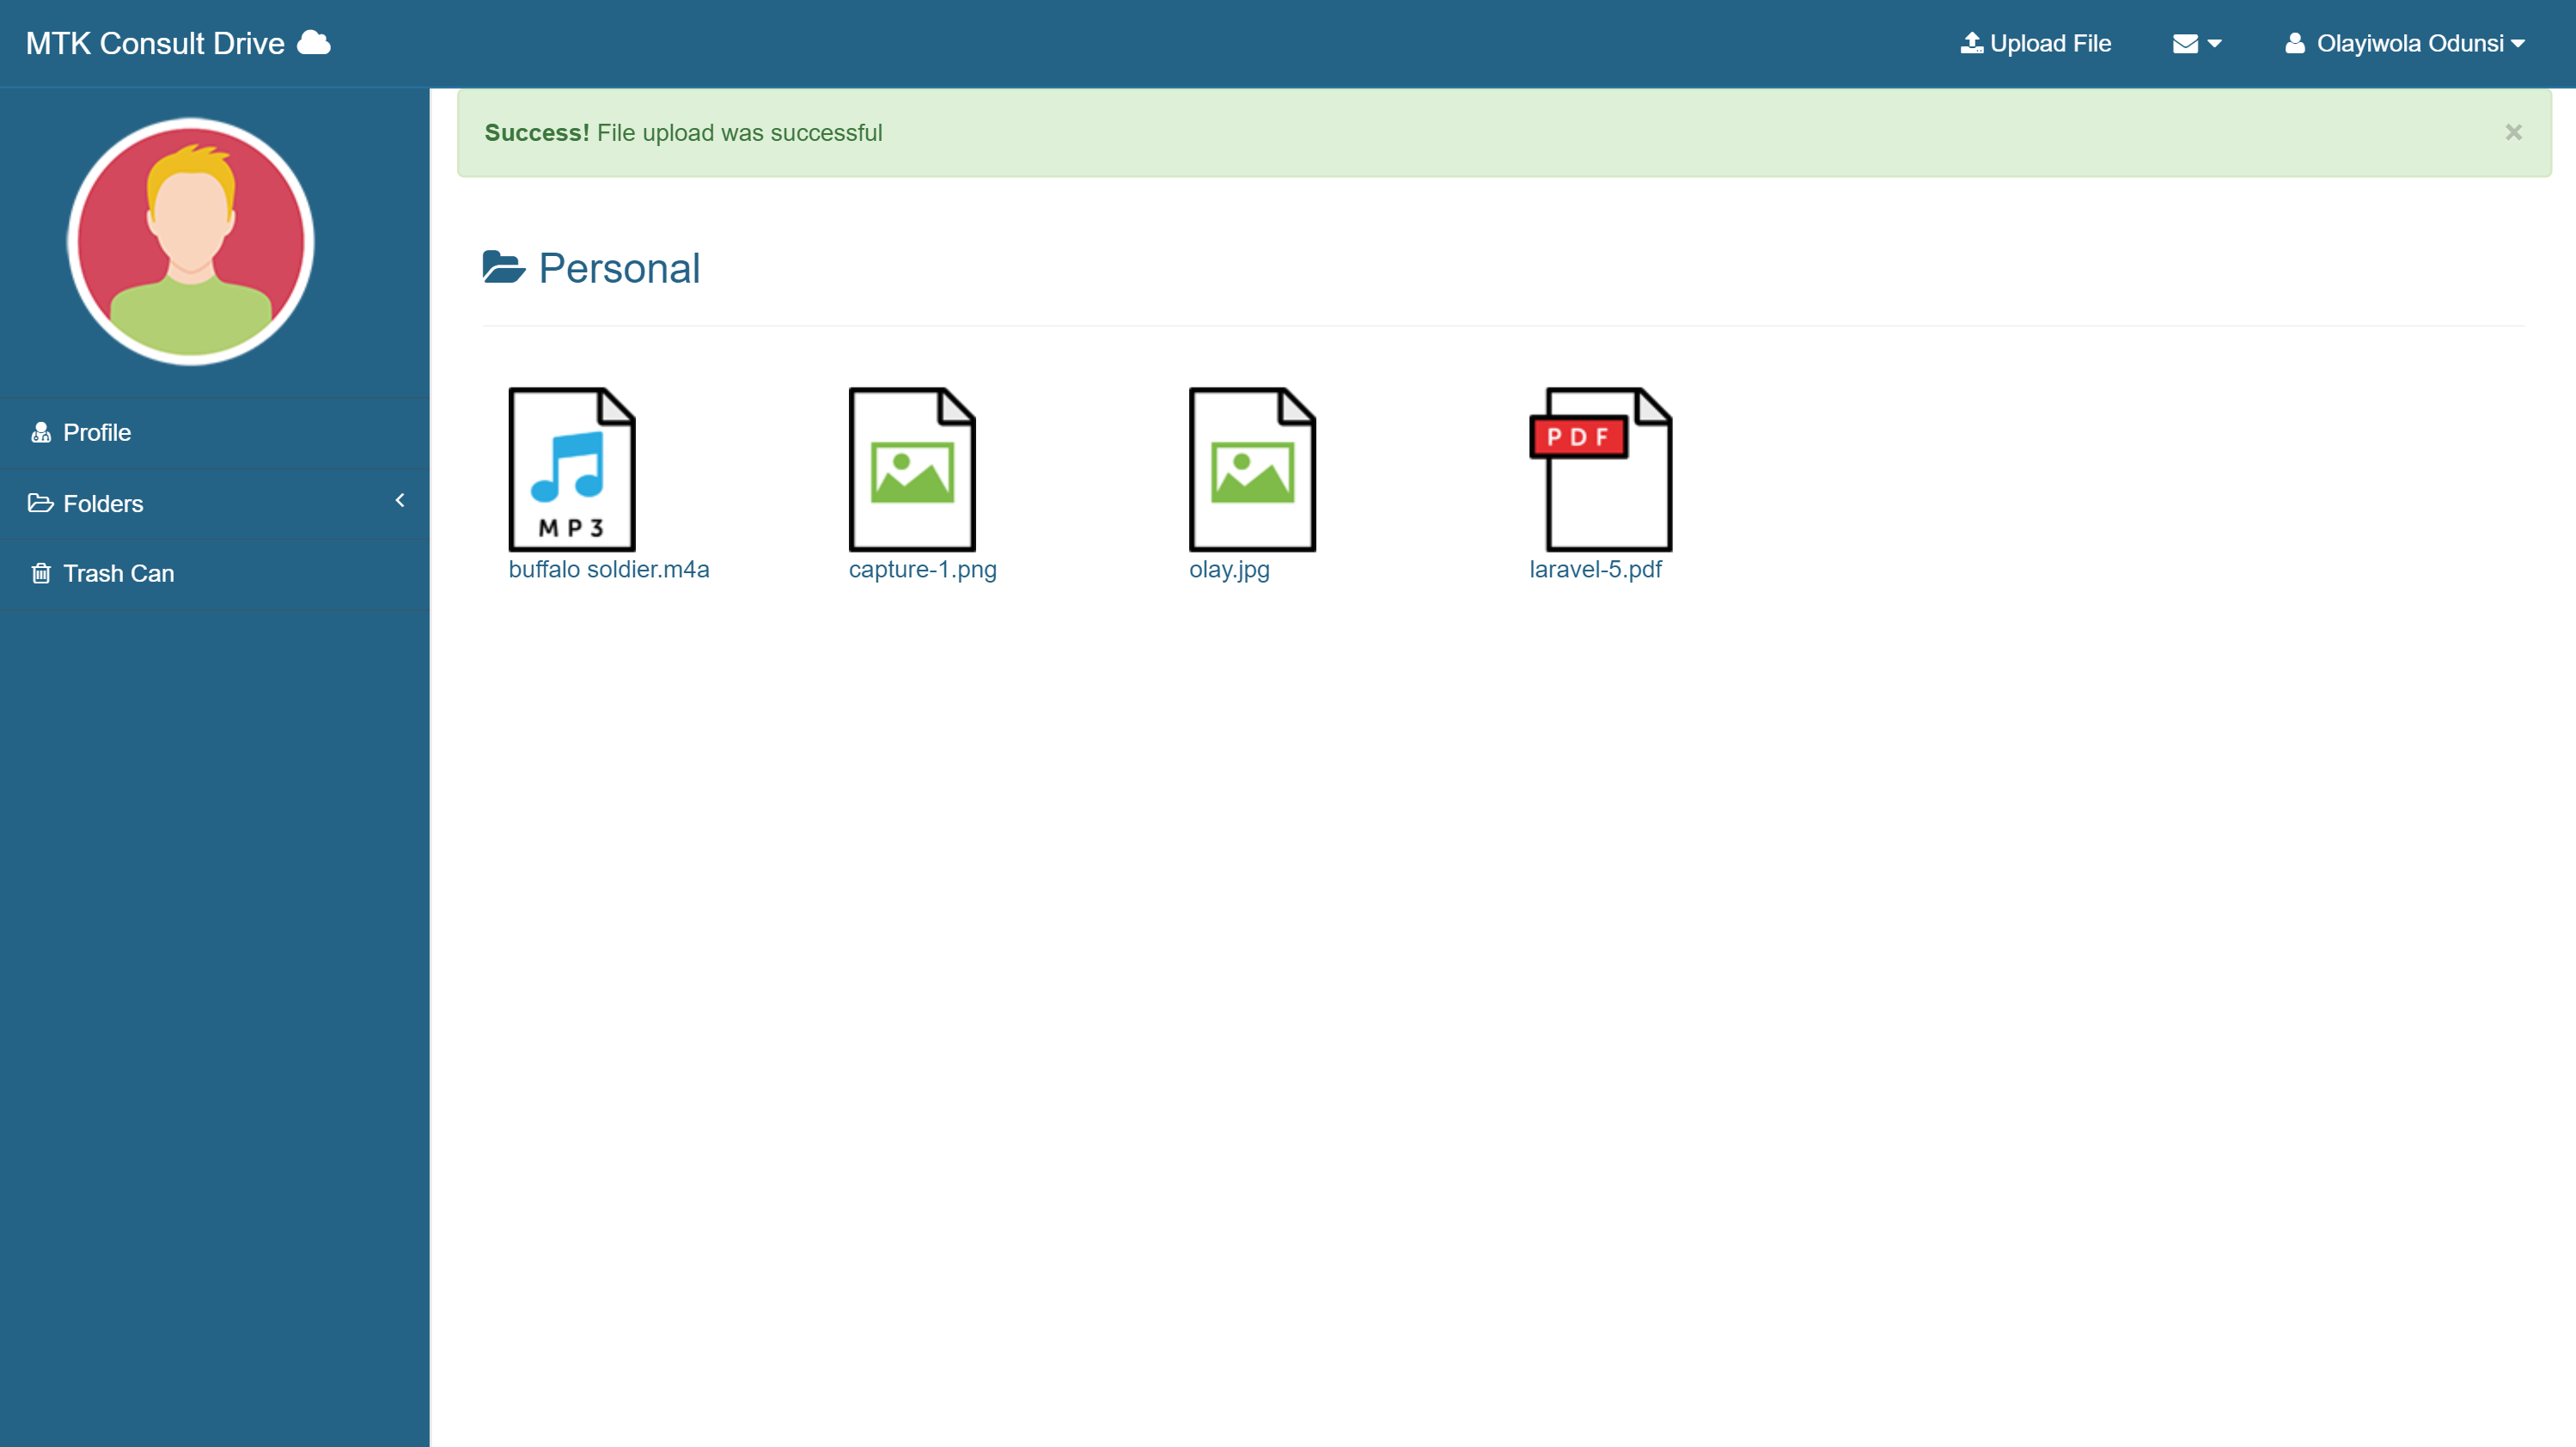 MTK Consult Drive
Upload File
Olayiwola Odunsi
Success! File upload was successful
×
Personal
Profile
Folders
Trash Can
MP3
PDF
buffalo soldier.m4a
capture-1.png
olay.jpg
laravel-5.pdf